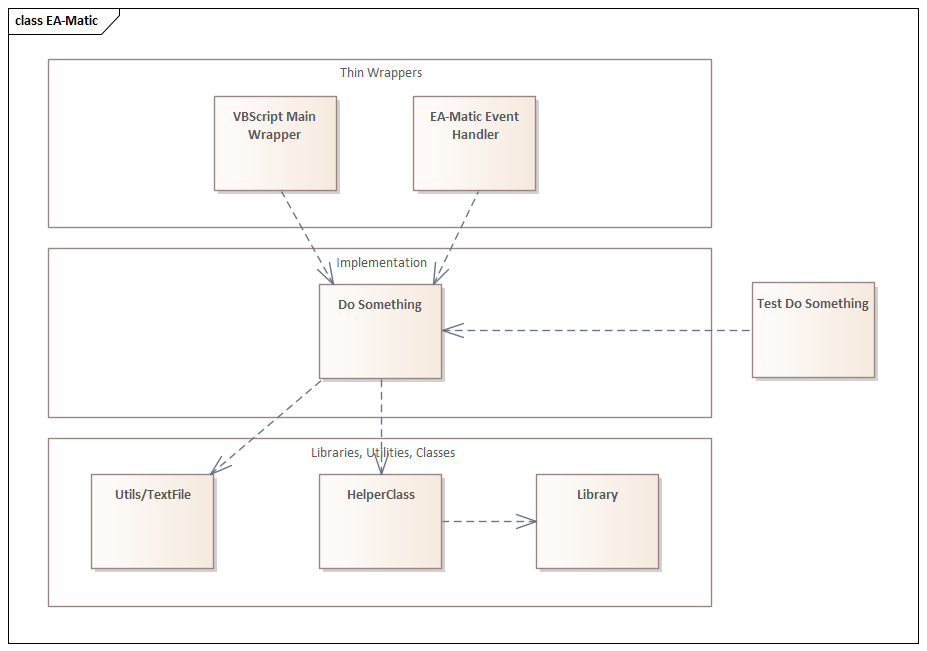 class EA-Matic
Thin Wrappers
VBScript Main
Wrapper
EA-Matic Event
Handler
Implementation
Do Something
Test Do Something
Libraries, Utilities, Classes
Utils/TextFile
HelperClass
Library